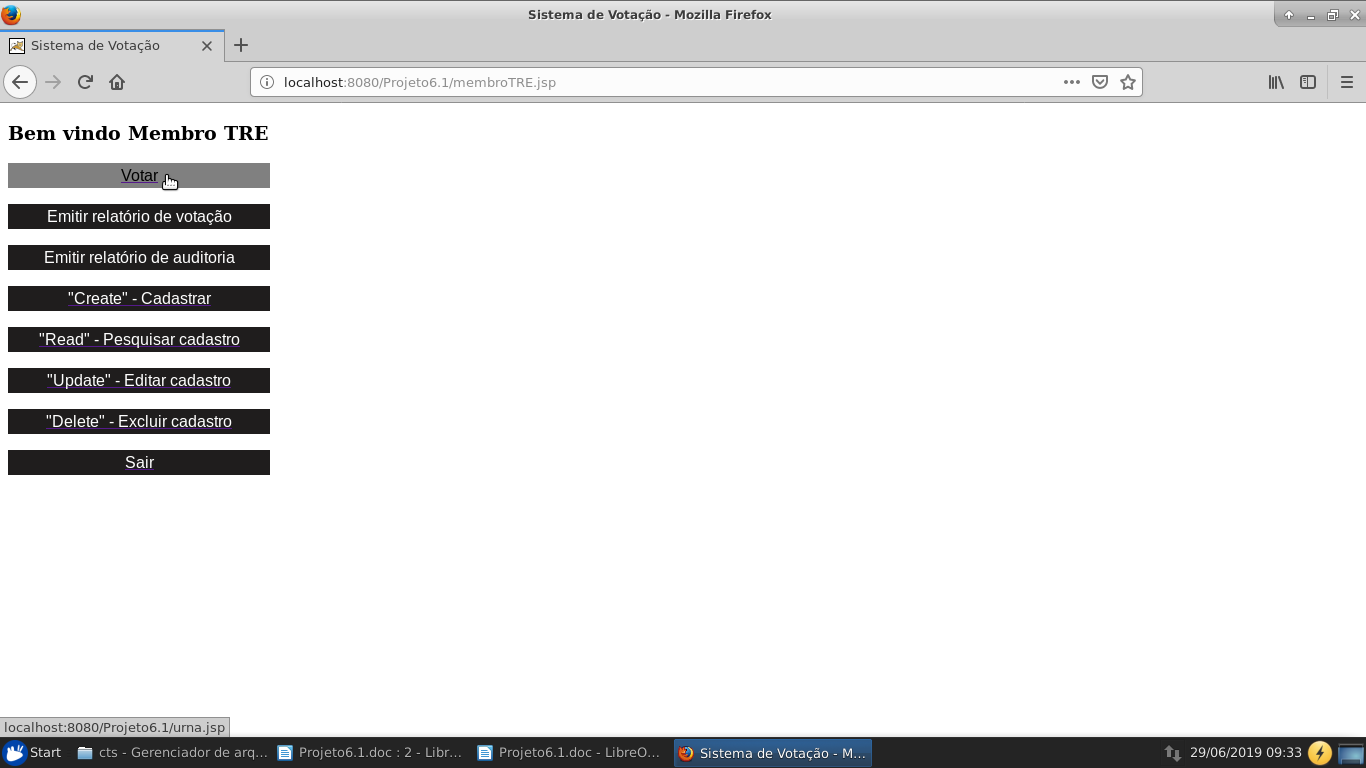 Sistema de Votação - Mozilla Firefox
Sistema de Votação
localhost:8080/Projeto6.1/membroTRE.jsp
Bem vindo Membro TRE
Votar
Emitir relatório de votação
Emitir relatório de auditoria
"Create" - Cadastrar
"Read" - Pesquisar cadastro
"Update" - Editar cadastro
"Delete" - Excluir cadastro
Sair
localhost:8080/Projeto6.1/urna.jsp
Start cts - Gerenciador de arq... Projeto6.1.doc : 2 - Libr... Projeto6.1.doc - LibreO... Sistema de Votação - M... 29/06/2019 09:33